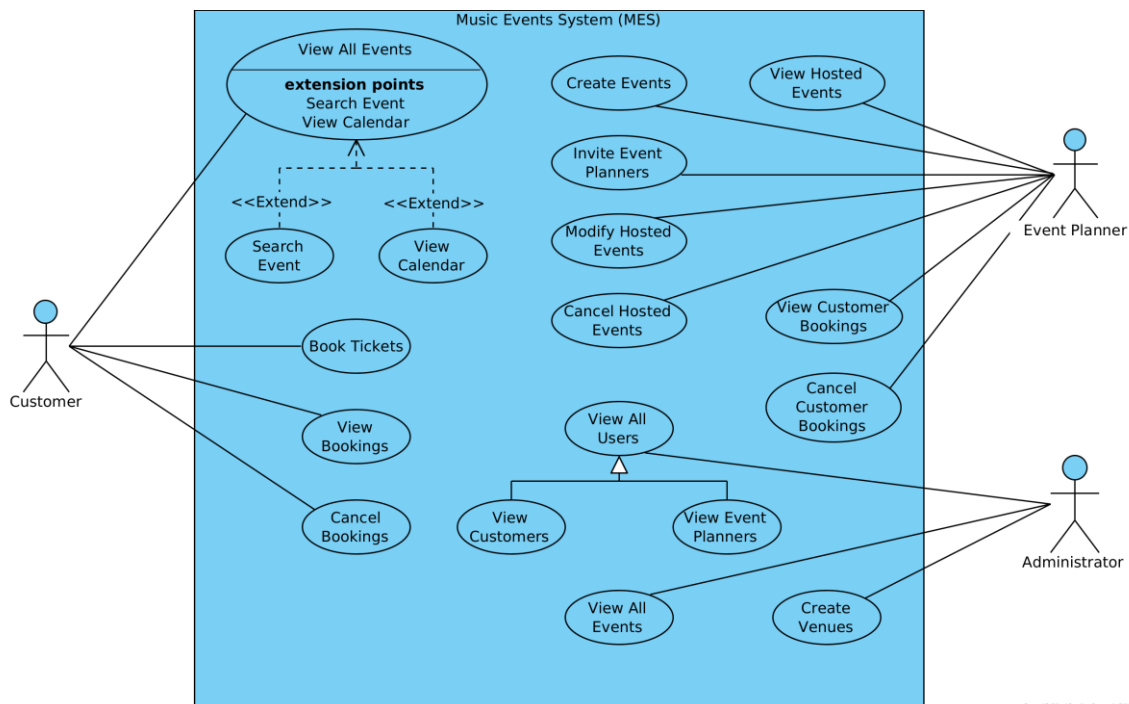 Music Events System (MES)
View All Events
extension points
Search Event
View Calendar
<<Extend>>
<<Extend>>
Search
Event
View
Calendar
Create Events
View Hosted
Events
Invite Event
Planners
Modify Hosted
Events
Cancel Hosted
Events
View Customer
Bookings
Cancel
Customer
Bookings
Event Planner
Customer
Book Tickets
View
Bookings
Cancel
Bookings
View All
Users
View
Customers
View Event
Planners
View All
Events
Create
Venues
Administrator